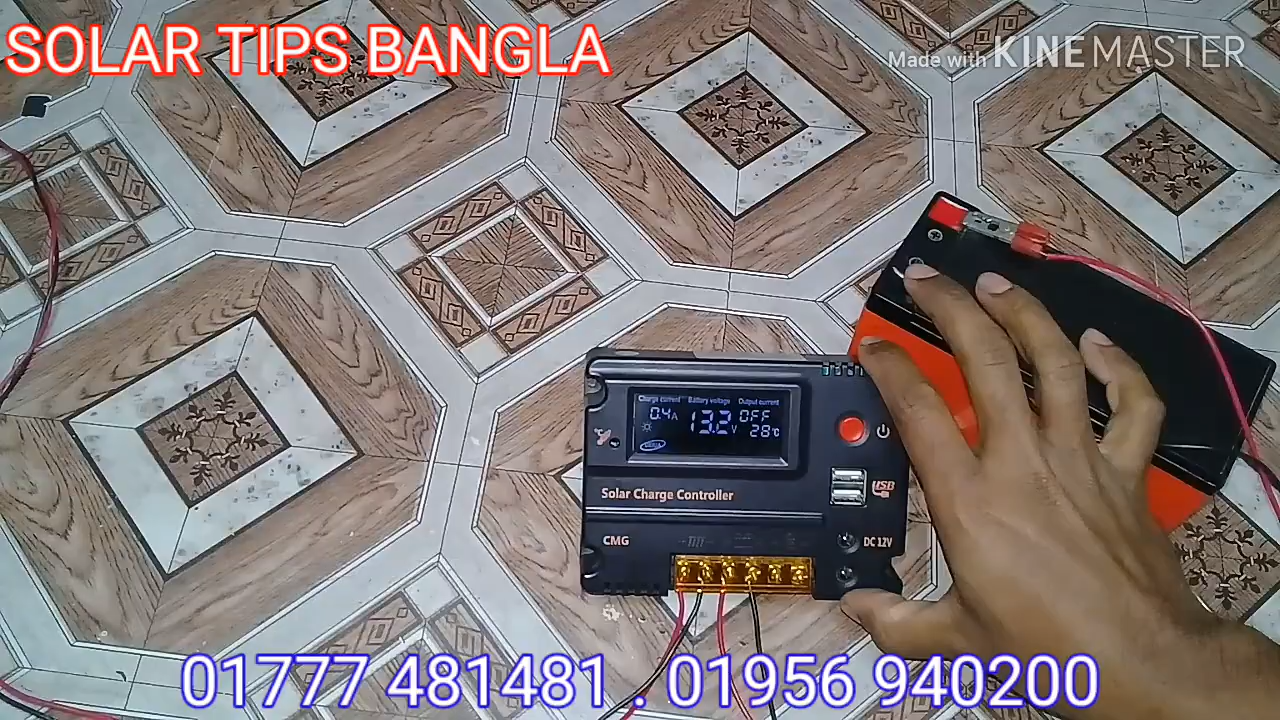 SOLAR TIPS BANGLA
Made with KINEMASTER
Charge current Battery voltage Output current
0.4A 13.2V OFF
28°C
Solar Charge Controller
USB
CMG
DC 12V
01777 481481 . 01956 940200